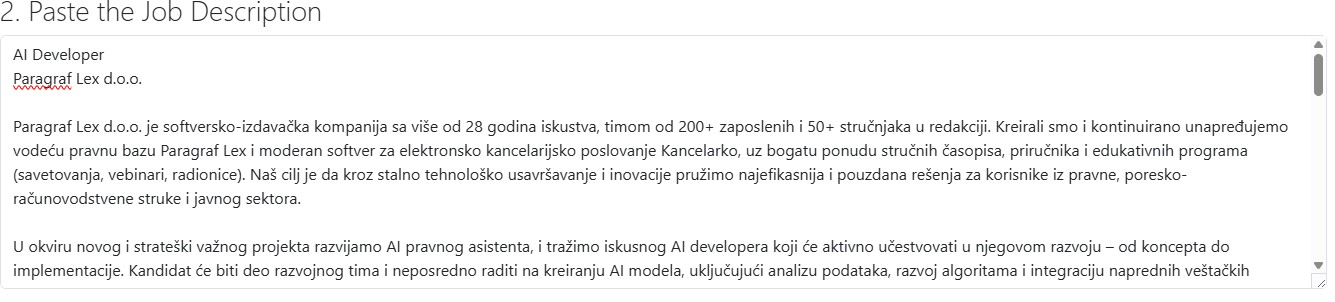 2. Paste the Job Description
AI Developer
Paragraf Lex d.o.o.
Paragraf Lex d.o.o. je softversko-izdavačka kompanija sa više od 28 godina iskustva, timom od 200+ zaposlenih i 50+ stručnjaka u redakciji. Kreirali smo i kontinuirano unapređujemo
vodeću pravnu bazu Paragraf Lex i moderan softver za elektronsko kancelarijsko poslovanje Kancelarko, uz bogatu ponudu stručnih časopisa, priručnika i edukativnih programa
(savetovanja, vebinari, radionice). Naš cilj je da kroz stalno tehnološko usavršavanje i inovacije pružimo najefikasnija i pouzdana rešenja za korisnike iz pravne, poresko-
računovodstvene struke i javnog sektora.
U okviru novog i strateški važnog projekta razvijamo AI pravnog asistenta, i tražimo iskusnog AI developera koji će aktivno učestvovati u njegovom razvoju – od koncepta do
implementacije. Kandidat će biti deo razvojnog tima i neposredno raditi na kreiranju AI modela, uključujući analizu podataka, razvoj algoritama i integraciju naprednih veštačkih